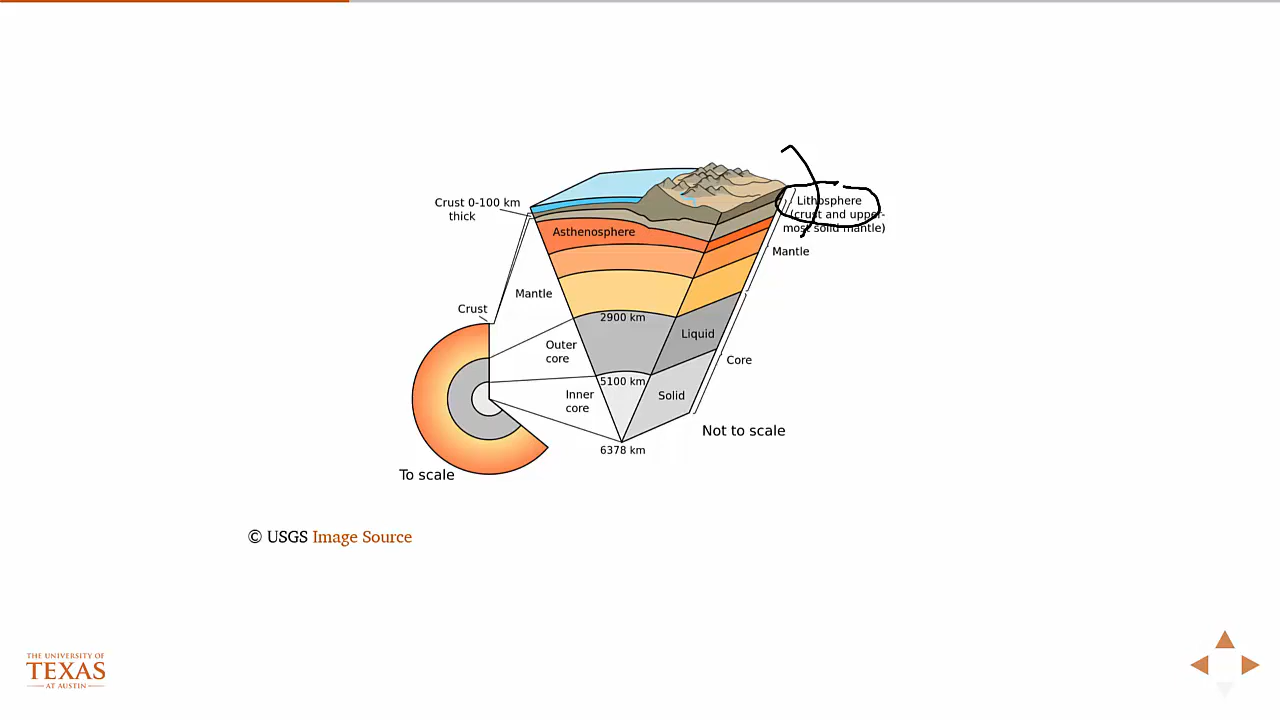 Crust 0-100 km
thick
Lithosphere
(crust and upper-
most solid mantle)
Asthenosphere
Mantle
Mantle
Crust
2900 km
Liquid
Outer
core
Core
5100 km
Inner
core
Solid
Not to scale
6378 km
To scale
© USGS Image Source
THE UNIVERSITY OF
TEXAS
AT AUSTIN